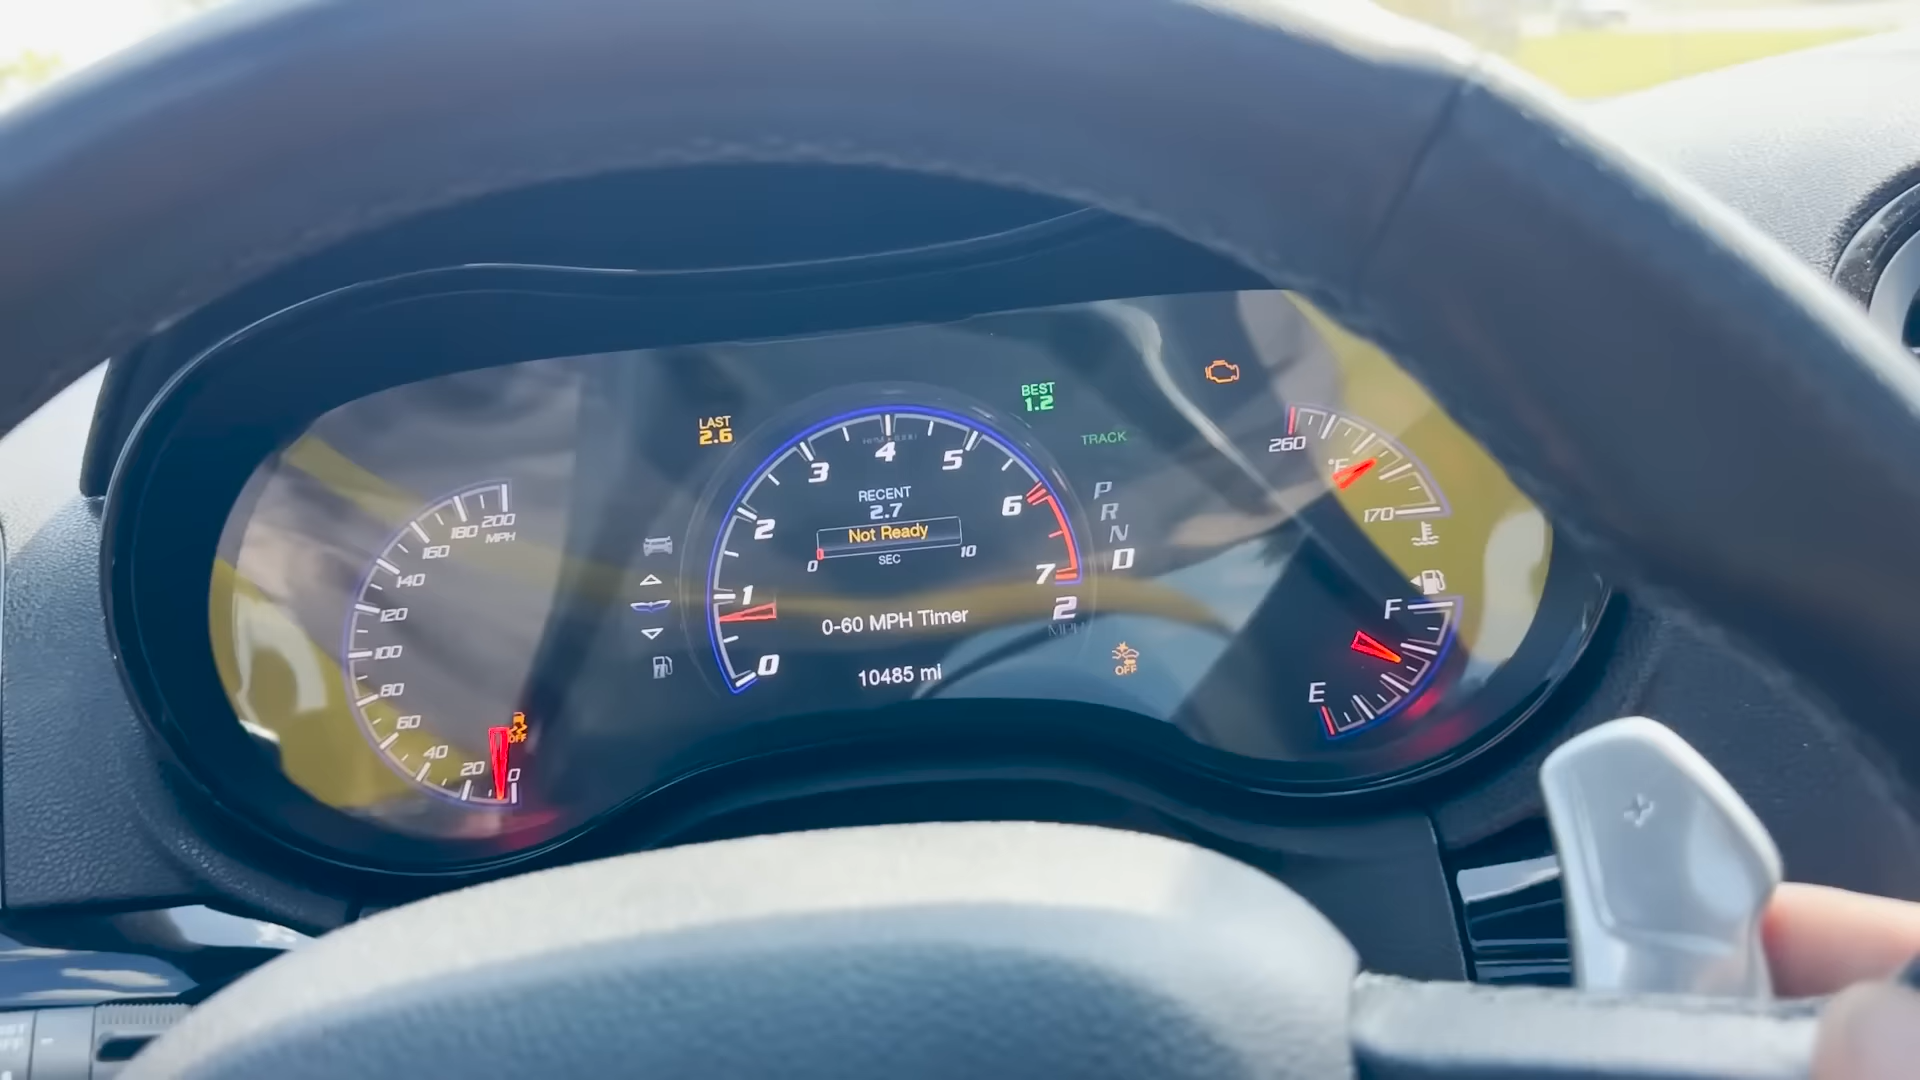 LAST
2.6
BEST
1.2
TRACK
260
°F
170
P
R
N
D
0
1
2
3
4
5
6
7
RECENT
2.7
Not Ready
0
10
SEC
0-60 MPH Timer
10485 mi
2
MPH
OFF
200
180
MPH
160
140
120
100
80
60
40
20
0
OFF
F
E
+